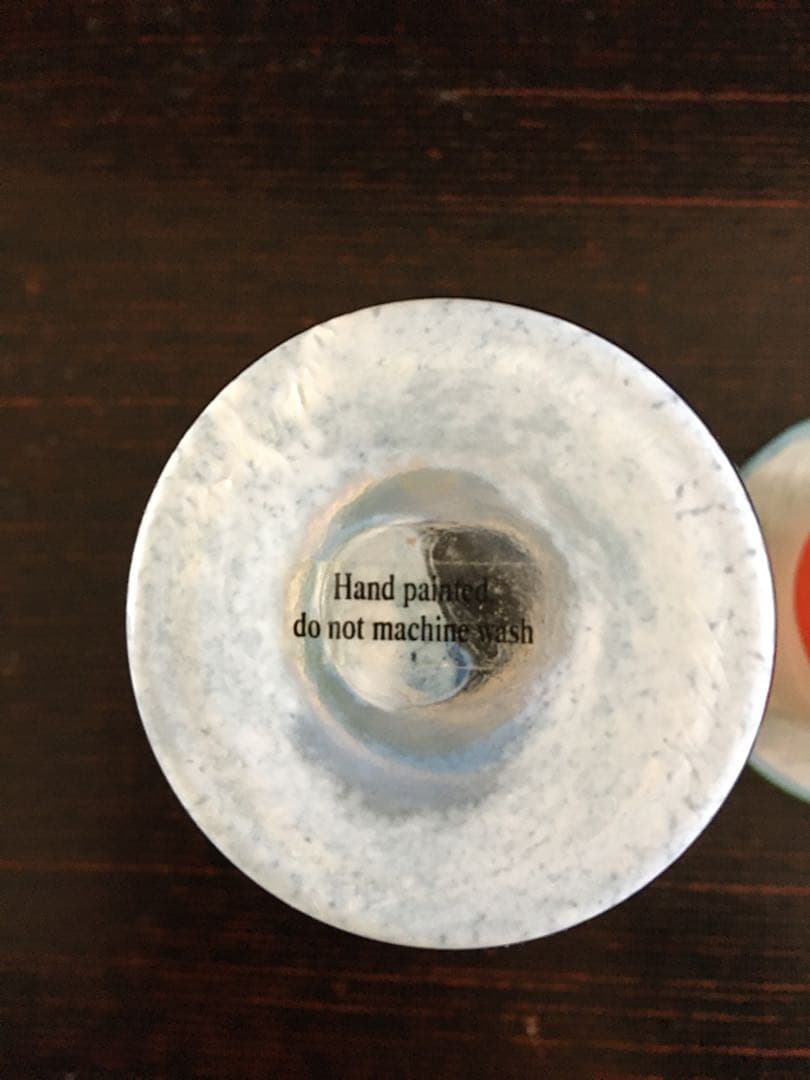 Hand painted
do not machine wash